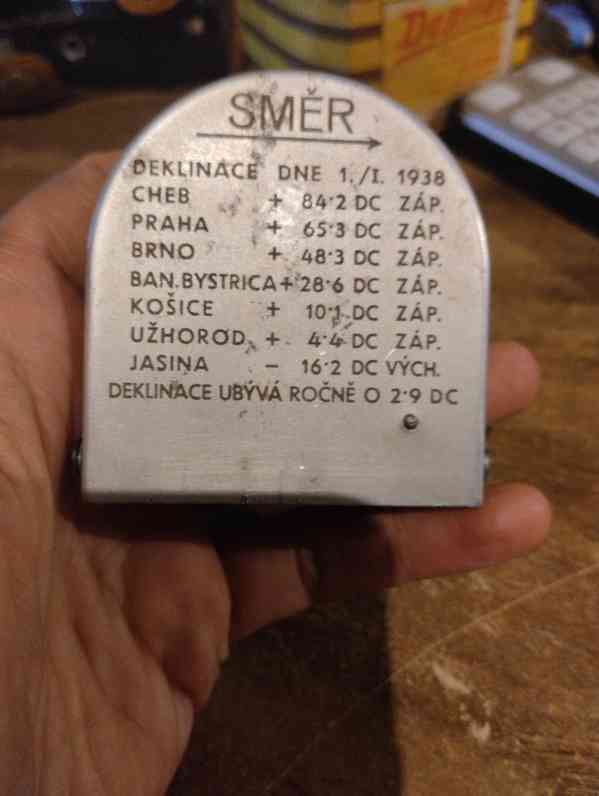 SMĚR
DEKLINACE DNE 1./I. 1938
CHEB + 84·2 DC ZÁP.
PRAHA + 65·3 DC ZÁP.
BRNO + 48·3 DC ZÁP.
BAN. BYSTRICA + 28·6 DC ZÁP.
KOŠICE + 10·1 DC ZÁP.
UŽHOROD + 4·4 DC ZÁP.
JASIŅA − 16·2 DC VÝCH.
DEKLINACE UBÝVÁ ROČNĚ O 2·9 DC